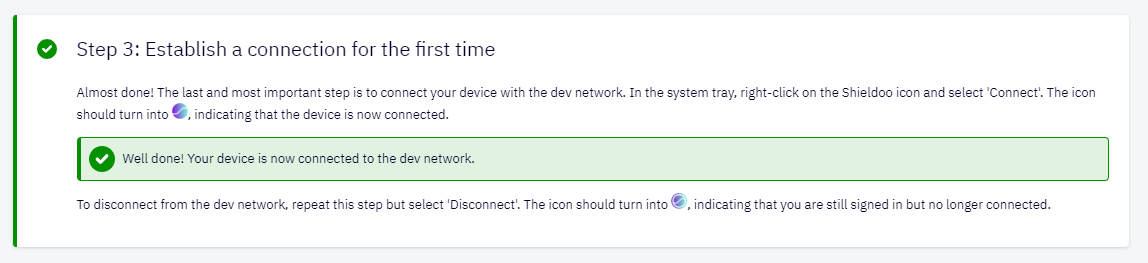 Step 3: Establish a connection for the first time
Almost done! The last and most important step is to connect your device with the dev network. In the system tray, right-click on the Shieldoo icon and select 'Connect'. The icon
should turn into , indicating that the device is now connected.
Well done! Your device is now connected to the dev network.
To disconnect from the dev network, repeat this step but select 'Disconnect'. The icon should turn into , indicating that you are still signed in but no longer connected.